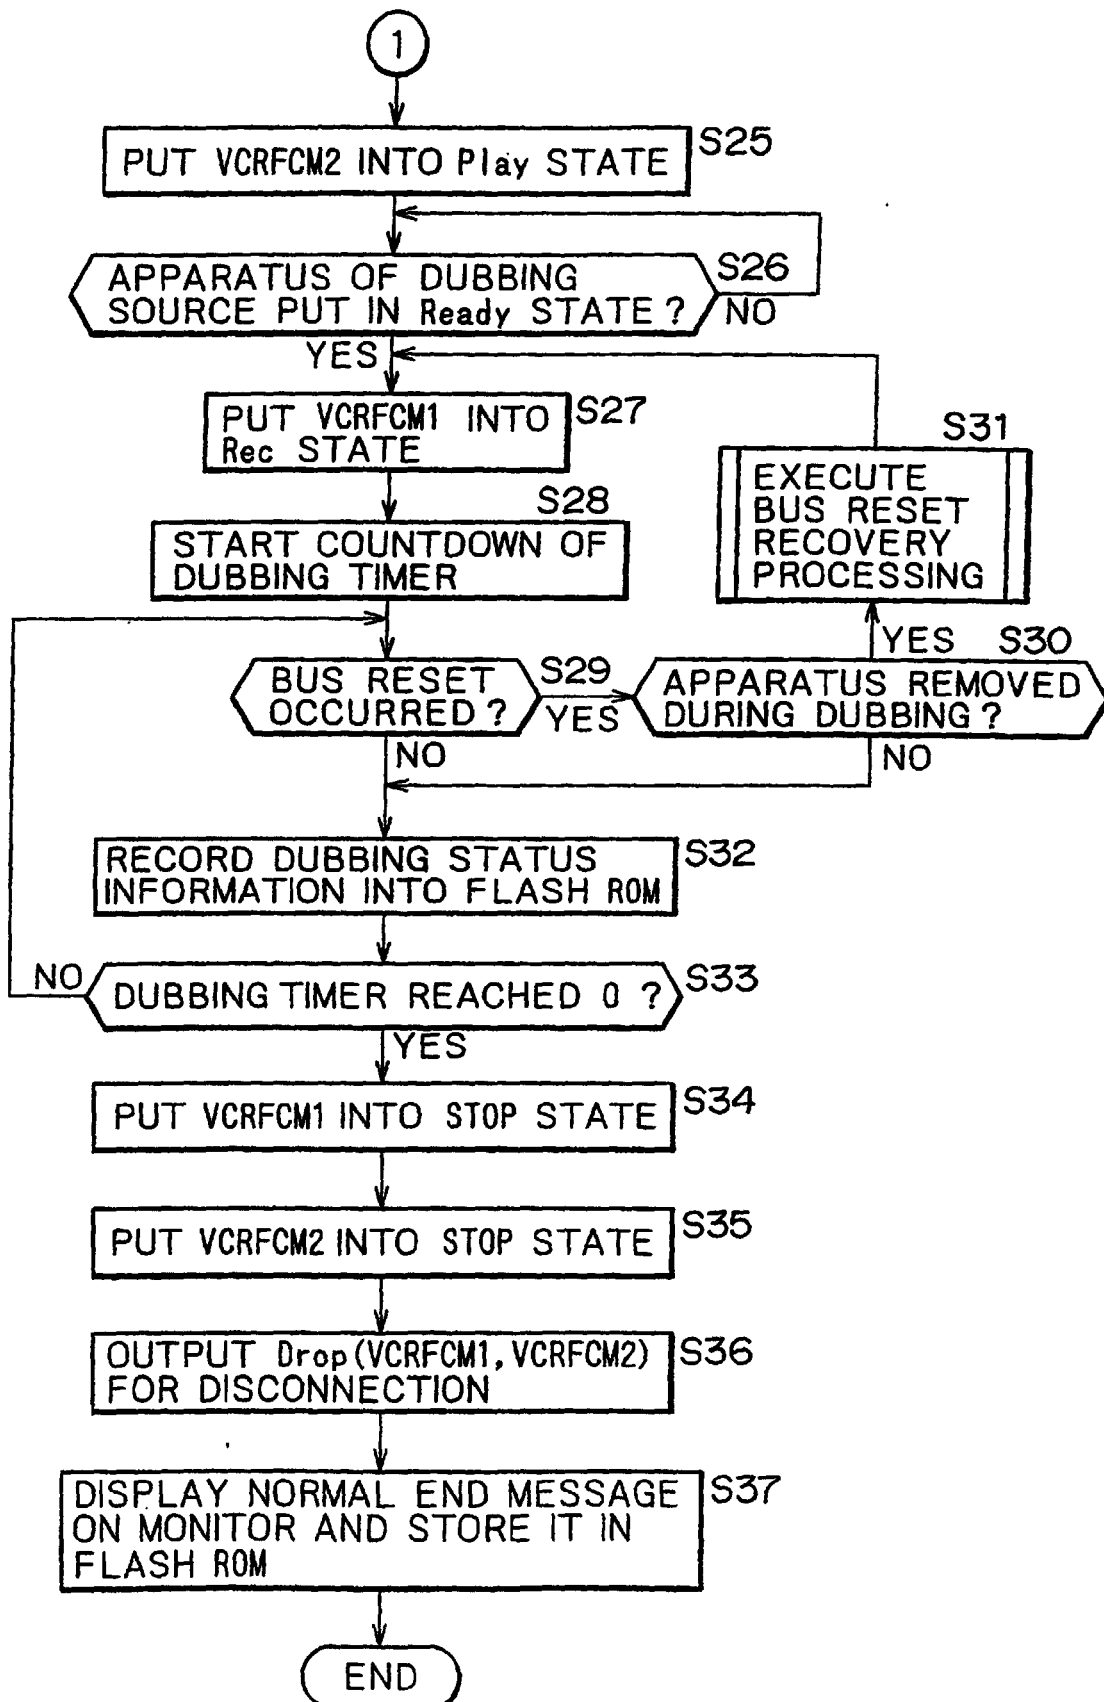 1
PUT VCRFCM2 INTO Play STATE
S25
APPARATUS OF DUBBING
SOURCE PUT IN Ready STATE ?
S26
NO
YES
PUT VCRFCM1 INTO
Rec STATE
S27
S31
EXECUTE
BUS RESET
RECOVERY
PROCESSING
S28
START COUNTDOWN OF
DUBBING TIMER
BUS RESET
OCCURRED ?
S29
YES
NO
YES S30
APPARATUS REMOVED
DURING DUBBING ?
NO
RECORD DUBBING STATUS
INFORMATION INTO FLASH ROM
S32
NO
DUBBING TIMER REACHED 0 ?
S33
YES
PUT VCRFCM1 INTO STOP STATE
S34
PUT VCRFCM2 INTO STOP STATE
S35
OUTPUT Drop(VCRFCM1, VCRFCM2)
FOR DISCONNECTION
S36
DISPLAY NORMAL END MESSAGE
ON MONITOR AND STORE IT IN
FLASH ROM
S37
END